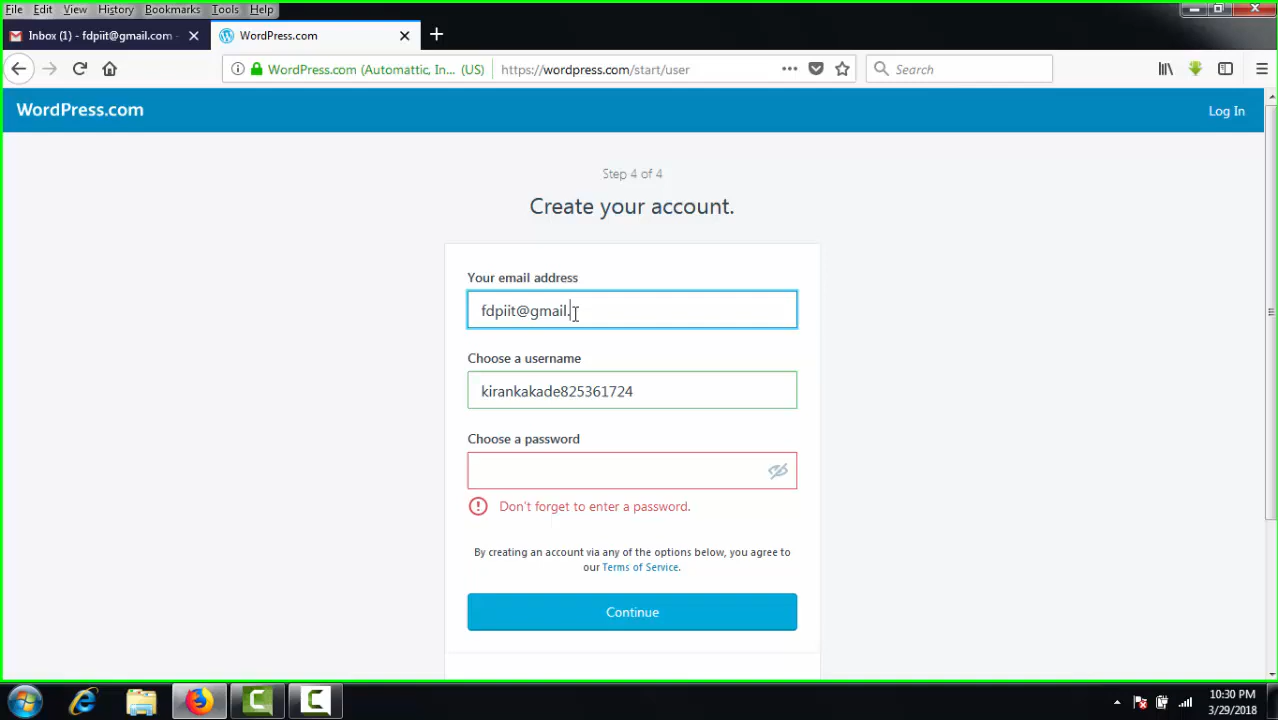 File Edit View History Bookmarks Tools Help
Inbox (1) - fdpiit@gmail.com -
WordPress.com
WordPress.com (Automattic, In... (US)
https://wordpress.com/start/user
Search
WordPress.com
Log In
Step 4 of 4
Create your account.
Your email address
fdpiit@gmail.
Choose a username
kirankakade825361724
Choose a password
Don't forget to enter a password.
By creating an account via any of the options below, you agree to
our Terms of Service.
Continue
10:30 PM
3/29/2018